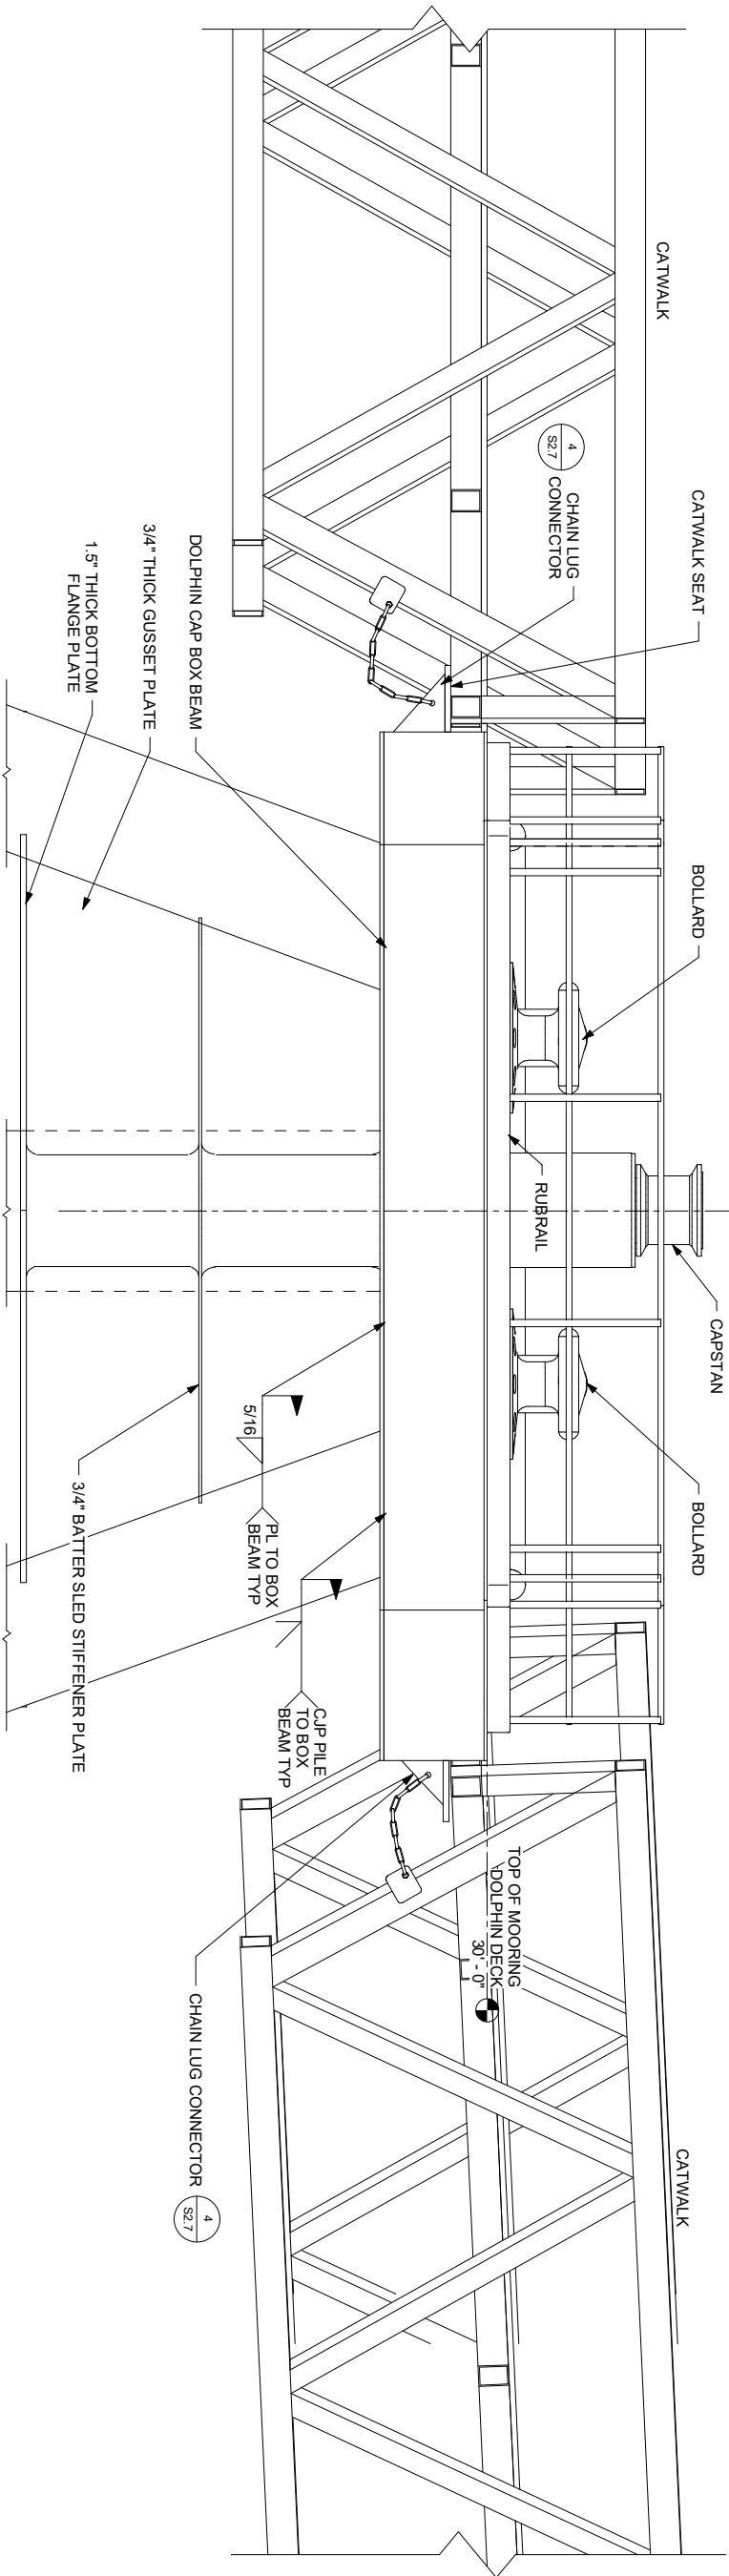 CATWALK
CATWALK SEAT
CHAIN LUG
CONNECTOR
4
S2.7
DOLPHIN CAP BOX BEAM
3/4" THICK GUSSET PLATE
1.5" THICK BOTTOM
FLANGE PLATE
BOLLARD
RUBRAIL
CAPSTAN
BOLLARD
5/16
PL TO BOX
BEAM TYP
3/4" BATTER SLED STIFFENER PLATE
CJP PILE
TO BOX
BEAM TYP
TOP OF MOORING
DOLPHIN DECK
30' - 0"
CHAIN LUG CONNECTOR
4
S2.7
CATWALK